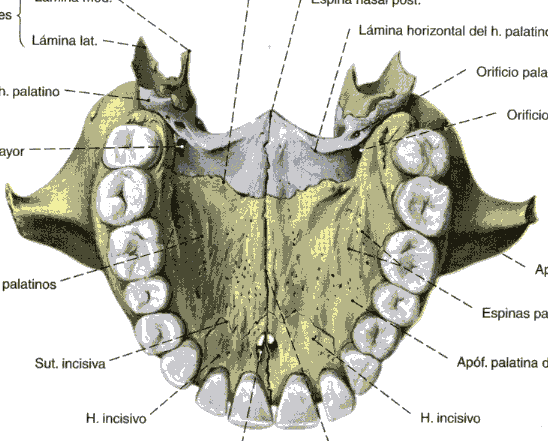 Lámina med.
Espina nasal post.
es
Lámina lat.
Lámina horizontal del h. palatino
Orificio pala
h. palatino
Orificio
ayor
palatinos
Ap
Espinas pa
Sut. incisiva
Apóf. palatina d
H. incisivo
H. incisivo